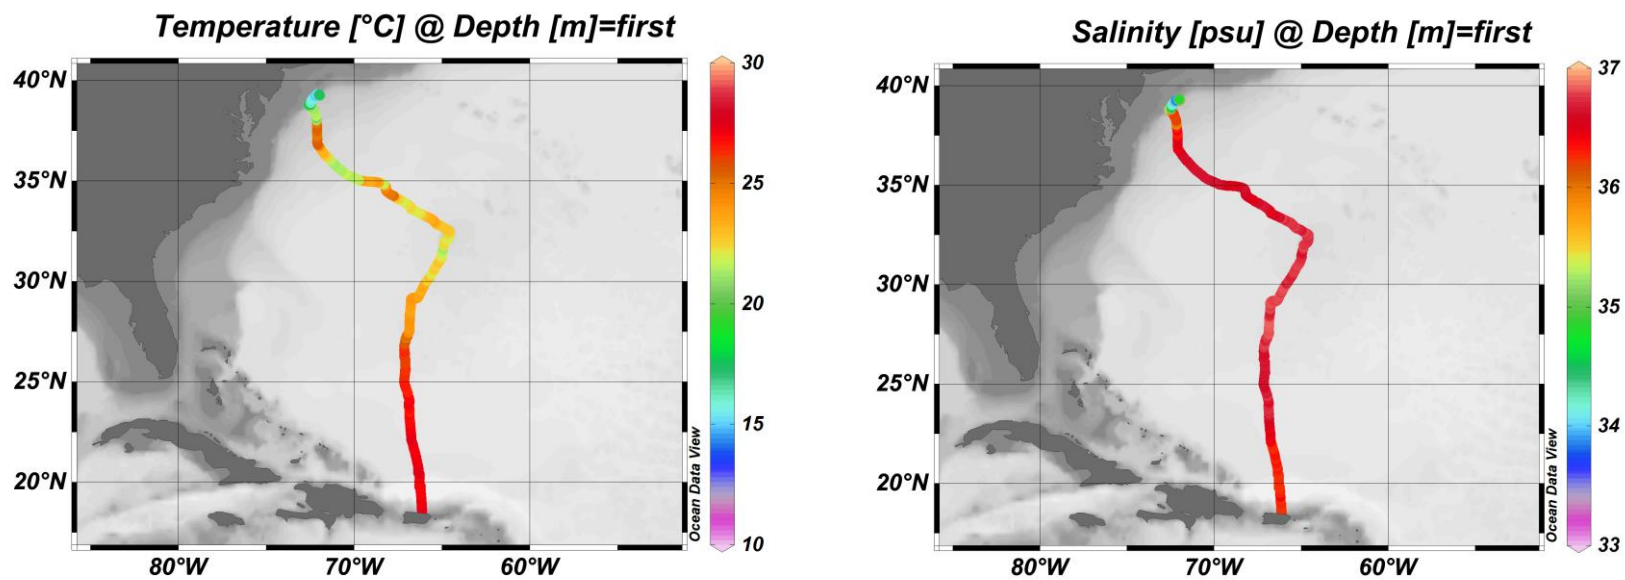 Temperature [°C] @ Depth [m]=first
40°N
35°N
30°N
25°N
20°N
80°W
70°W
60°W
30
25
20
15
10
Ocean Data View
Salinity [psu] @ Depth [m]=first
40°N
35°N
30°N
25°N
20°N
80°W
70°W
60°W
37
36
35
34
33
Ocean Data View